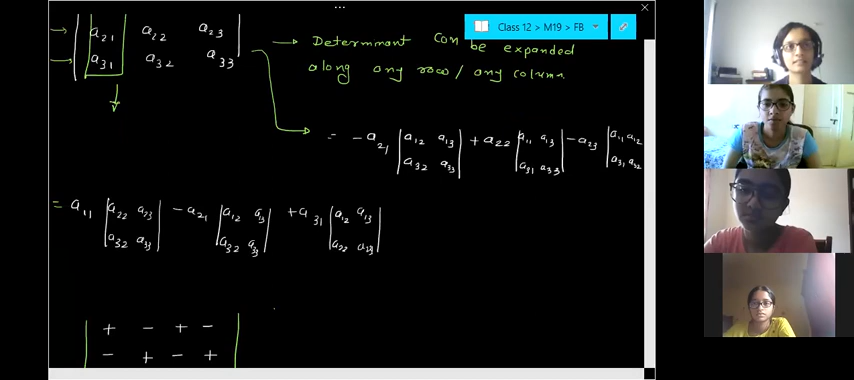 Class 12 > M19 > FB
a21 a22 a23
a31 a32 a33
→ Determinant can be expanded
along any row/ any column
= - a21 |a12 a13| + a22 |a11 a13| - a23 |a11 a12
a32 a33 a31 a33 a31 a32
= a11 |a22 a23| - a21 |a12 a13| + a31 |a12 a13|
a32 a33 a32 a33 a22 a23
+ - + -
- + - +